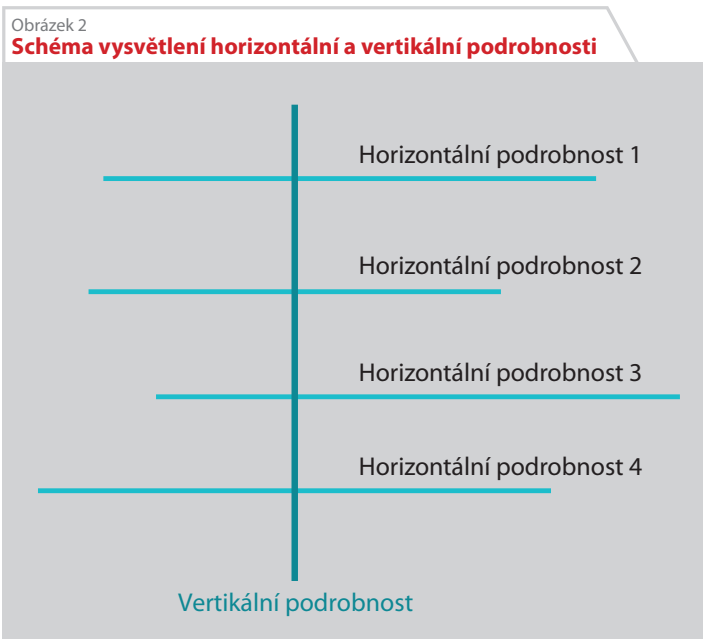 Obrázek 2
Schéma vysvětlení horizontální a vertikální podrobnosti
Horizontální podrobnost 1
Horizontální podrobnost 2
Horizontální podrobnost 3
Horizontální podrobnost 4
Vertikální podrobnost